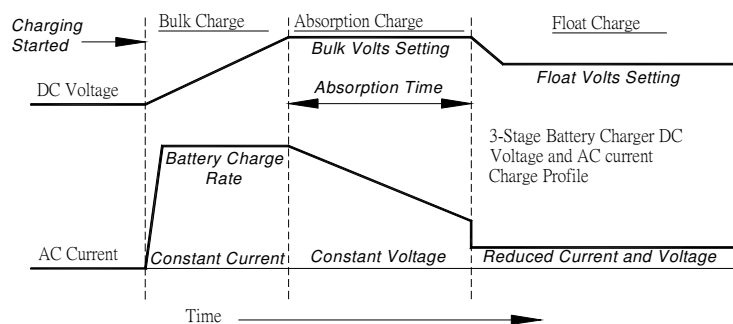 Charging
Started
Bulk Charge
Absorption Charge
Float Charge
Bulk Volts Setting
Float Volts Setting
DC Voltage
Absorption Time
3-Stage Battery Charger DC
Voltage and AC current
Charge Profile
Battery Charge
Rate
AC Current
Constant Current
Constant Voltage
Reduced Current and Voltage
Time